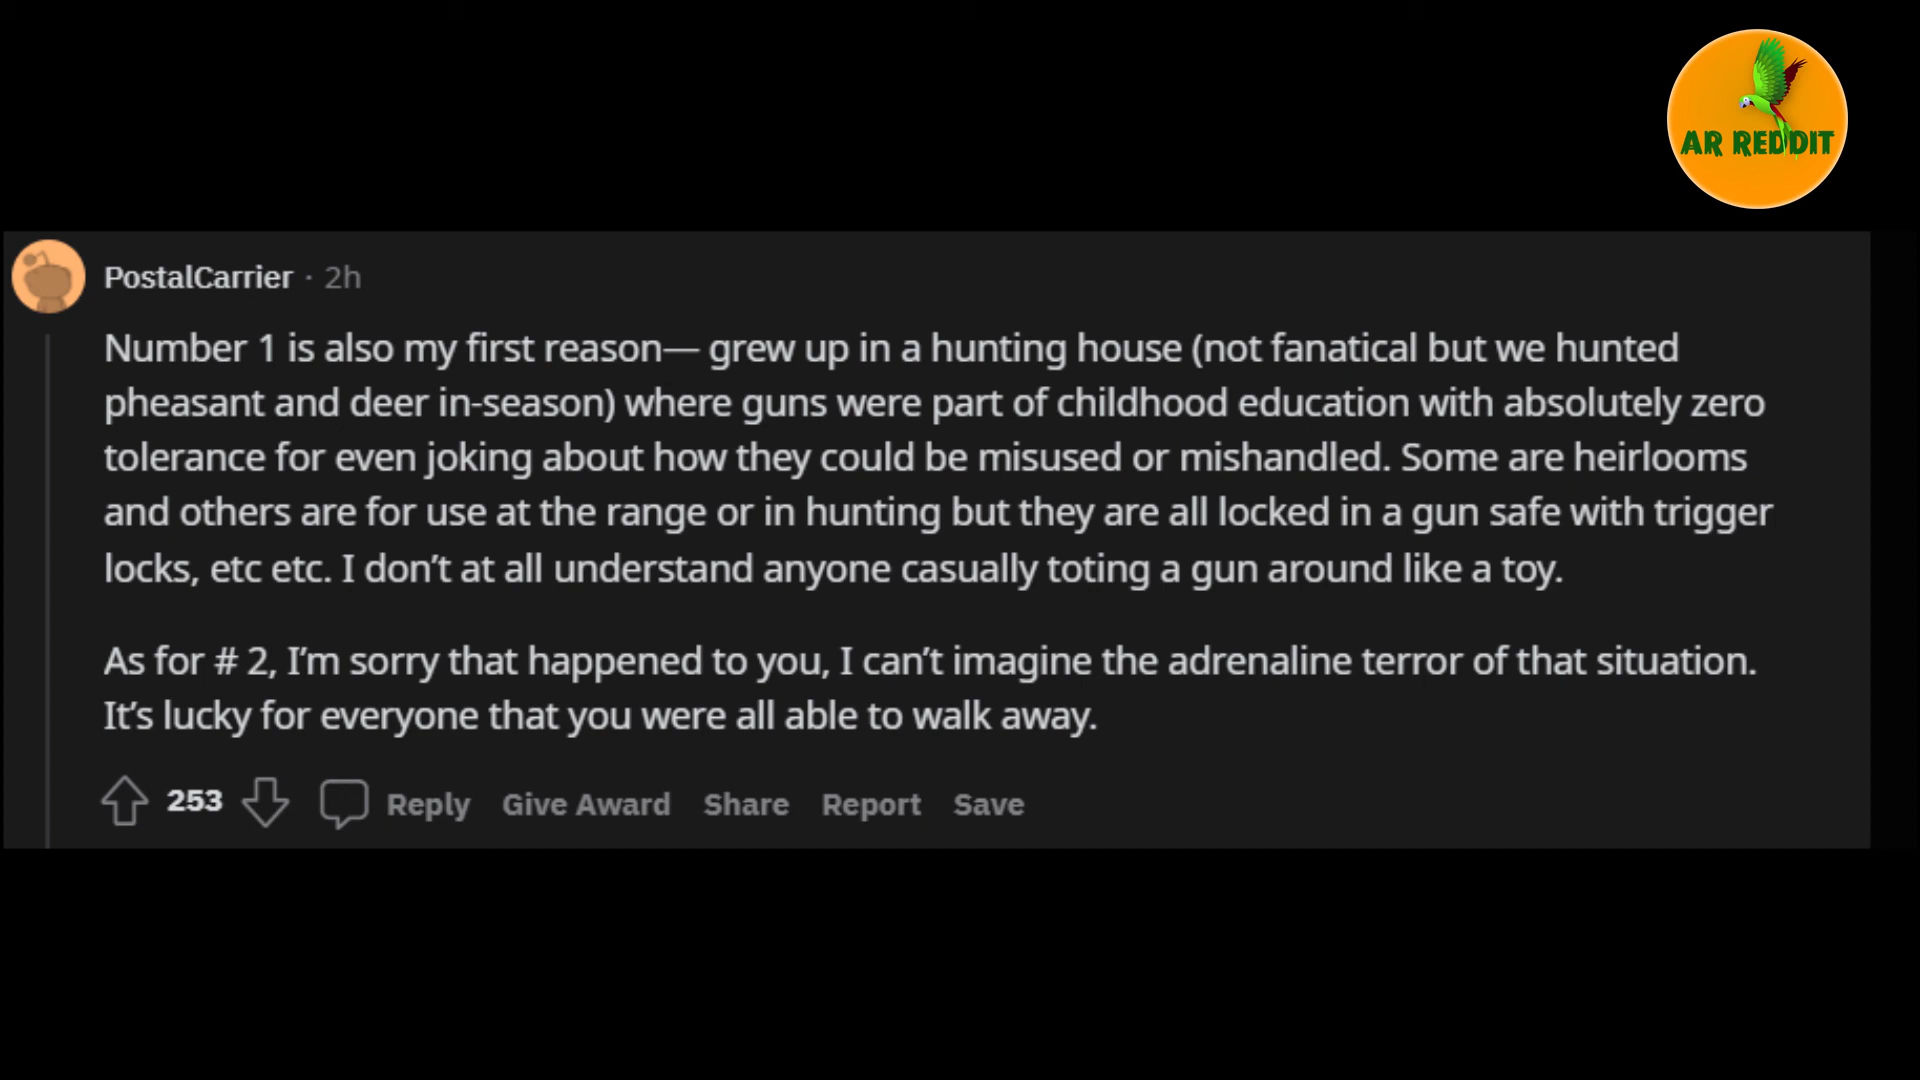 AR REDDIT
PostalCarrier · 2h
Number 1 is also my first reason— grew up in a hunting house (not fanatical but we hunted
pheasant and deer in-season) where guns were part of childhood education with absolutely zero
tolerance for even joking about how they could be misused or mishandled. Some are heirlooms
and others are for use at the range or in hunting but they are all locked in a gun safe with trigger
locks, etc etc. I don’t at all understand anyone casually toting a gun around like a toy.
As for # 2, I’m sorry that happened to you, I can’t imagine the adrenaline terror of that situation.
It’s lucky for everyone that you were all able to walk away.
253 Reply Give Award Share Report Save